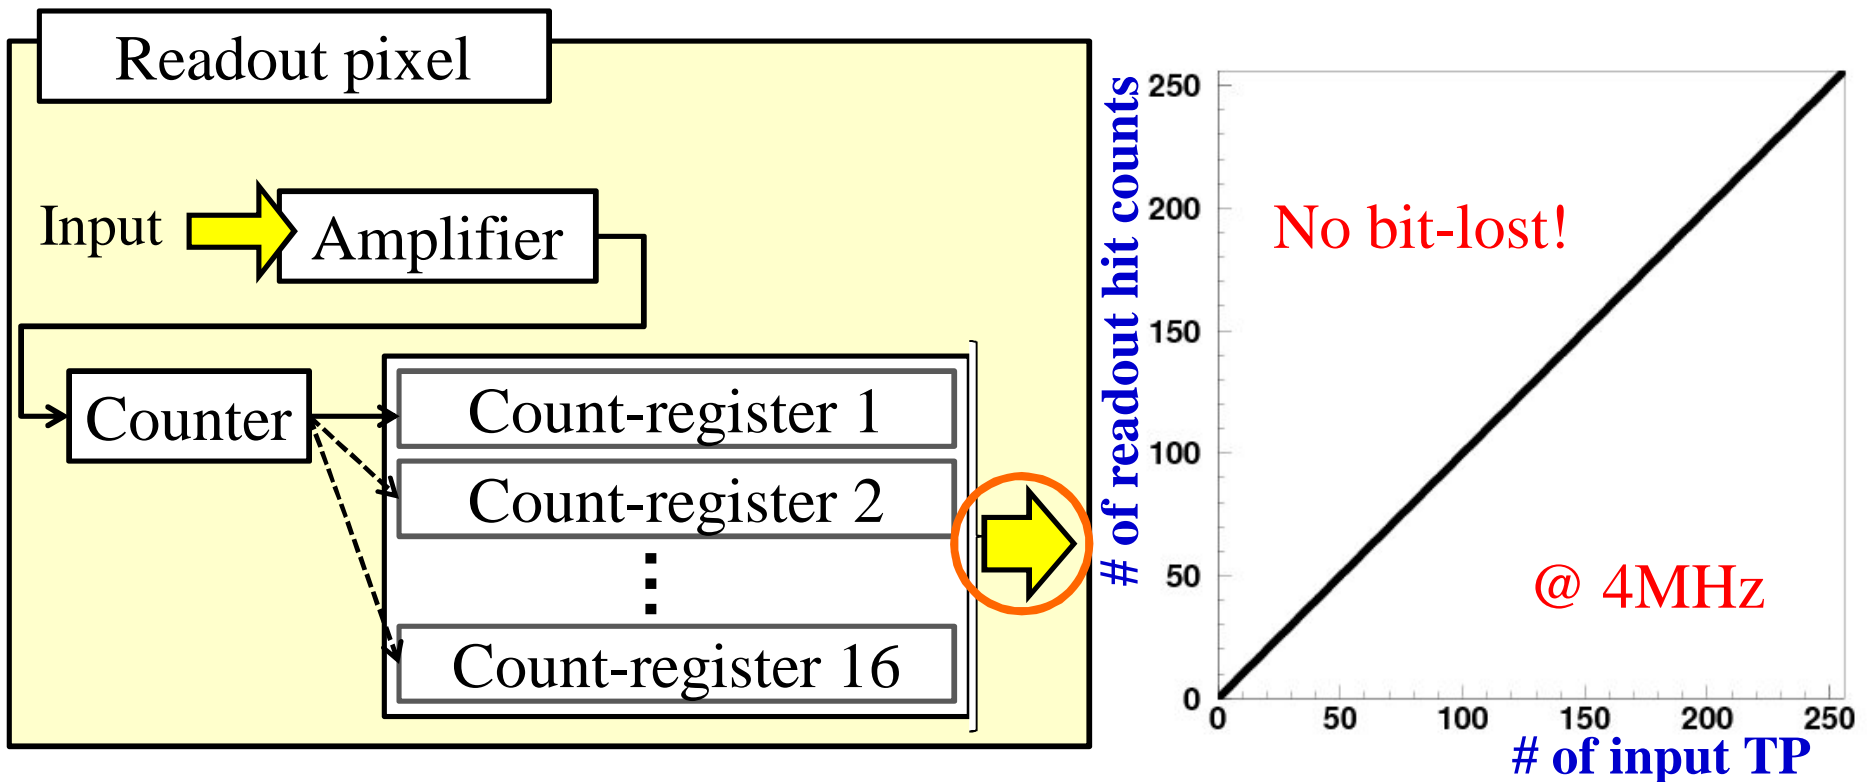 Readout pixel
Input
Amplifier
Counter
Count-register 1
Count-register 2
Count-register 16
# of readout hit counts
250
200
150
100
50
0
No bit-lost!
@ 4MHz
0 50 100 150 200 250
# of input TP